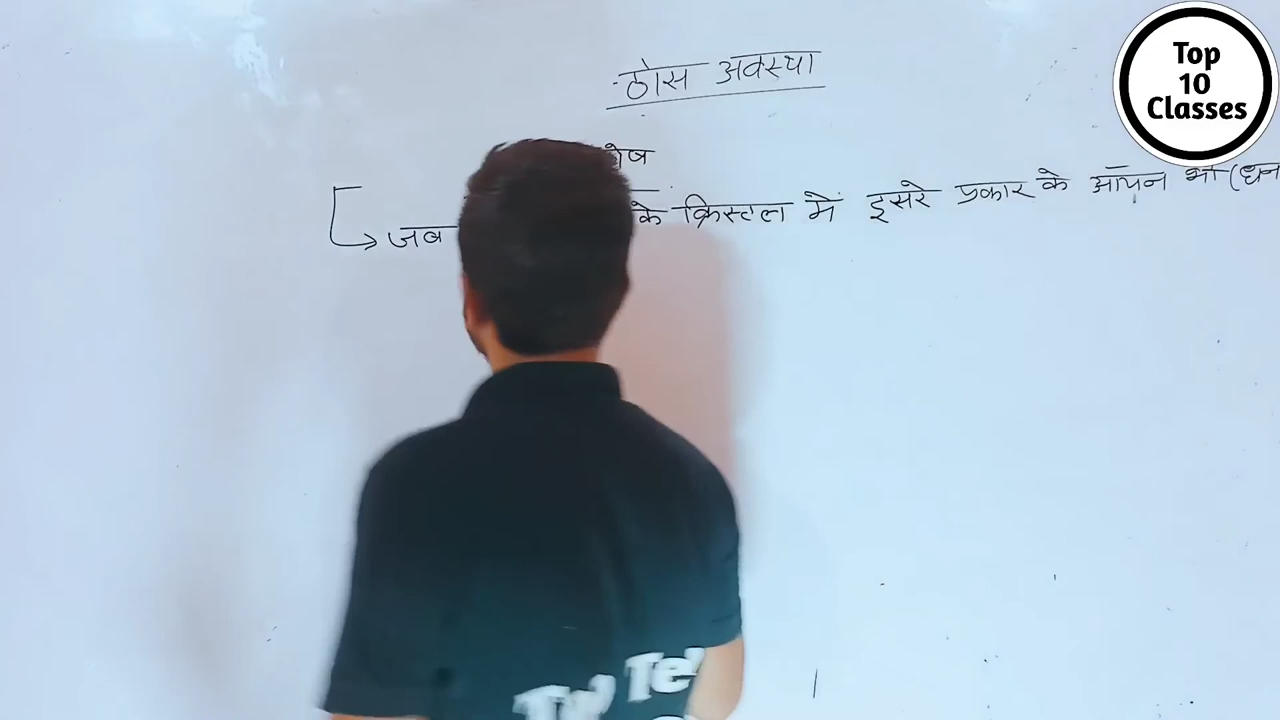 ठोस अवस्था
जब के क्रिस्टल में दूसरे प्रकार के आयन भी (धन
Top
10
Classes